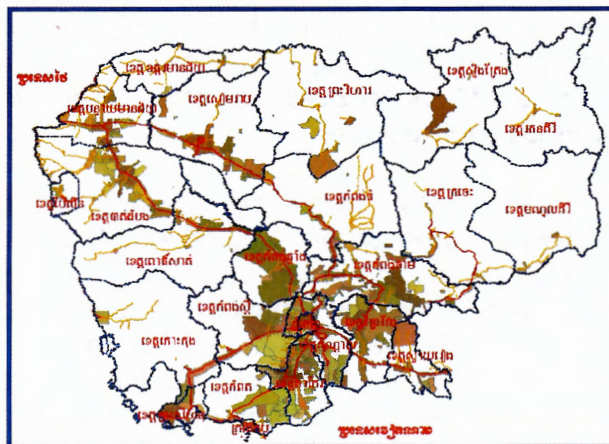 ខេត្តឧត្តរមានជ័យ
ខេត្តស្ទឹងត្រែង
ប្រទេសថៃ
ខេត្តព្រះវិហារ
ខេត្តបន្ទាយមានជ័យ
ខេត្តសៀមរាប
ខេត្តរតនគីរី
ខេត្តប៉ៃលិន
ខេត្តបាត់ដំបង
ខេត្តកំពង់ធំ
ខេត្តក្រចេះ
ខេត្តមណ្ឌលគីរី
ខេត្តពោធិ៍សាត់
ខេត្តកំពង់ឆ្នាំង
ខេត្តកំពង់ចាម
ខេត្តកោះកុង
ខេត្តកំពង់ស្ពឺ
ខេត្តព្រៃវែង
ខេត្តកណ្តាល
ខេត្តស្វាយរៀង
ខេត្តកំពត
ខេត្តតាកែវ
ប្រទេសវៀតណាម